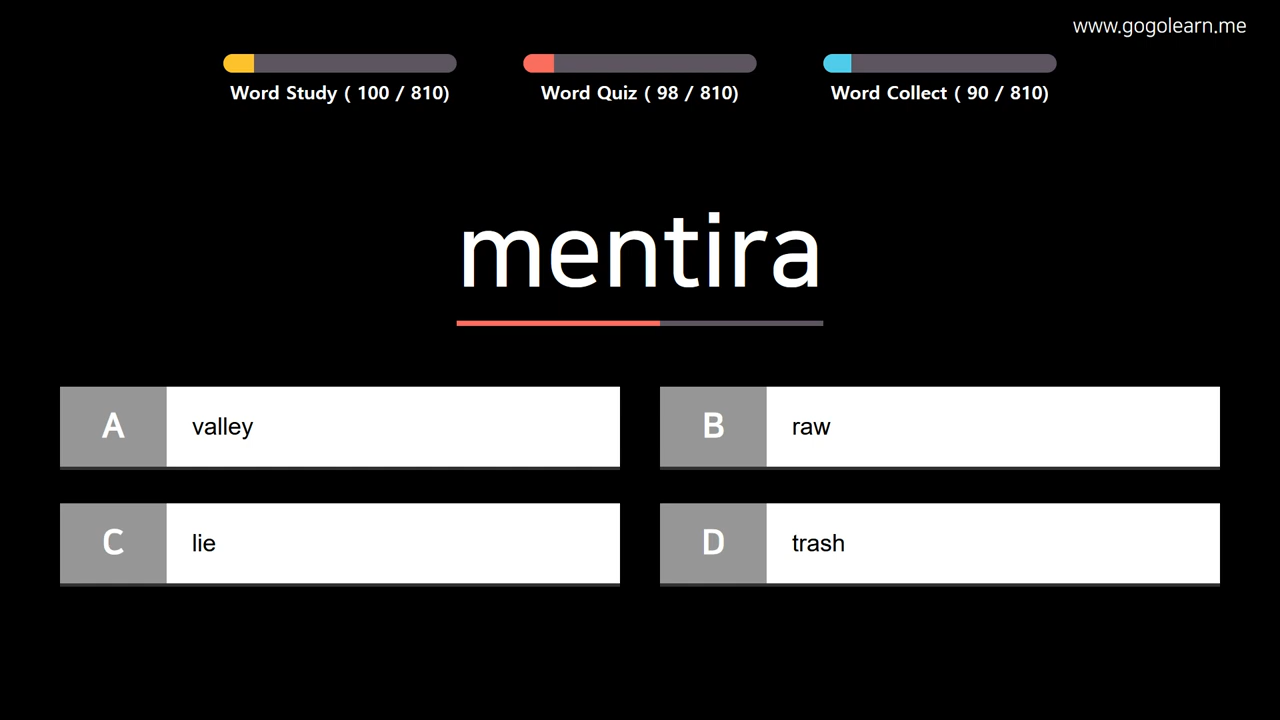 www.gogolearn.me
Word Study ( 100 / 810)
Word Quiz ( 98 / 810)
Word Collect ( 90 / 810)
mentira
A
valley
B
raw
C
lie
D
trash